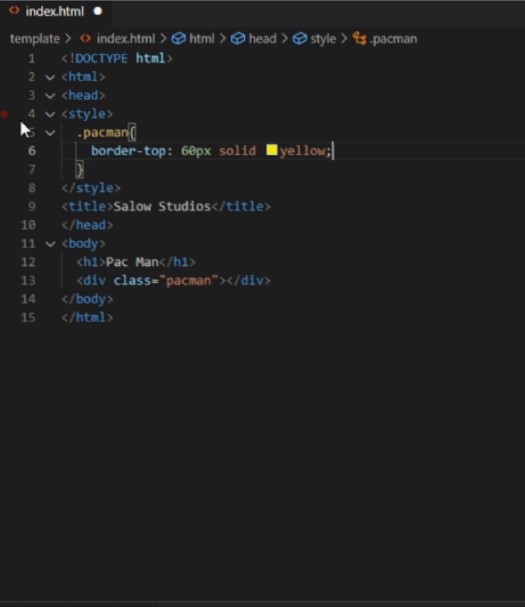 index.html
template > index.html > html > head > style > .pacman
1 <!DOCTYPE html>
2 <html>
3 <head>
4 <style>
5 .pacman{
6 border-top: 60px solid yellow;
7 }
8 </style>
9 <title>Salow Studios</title>
10 </head>
11 <body>
12 <h1>Pac Man</h1>
13 <div class="pacman"></div>
14 </body>
15 </html>